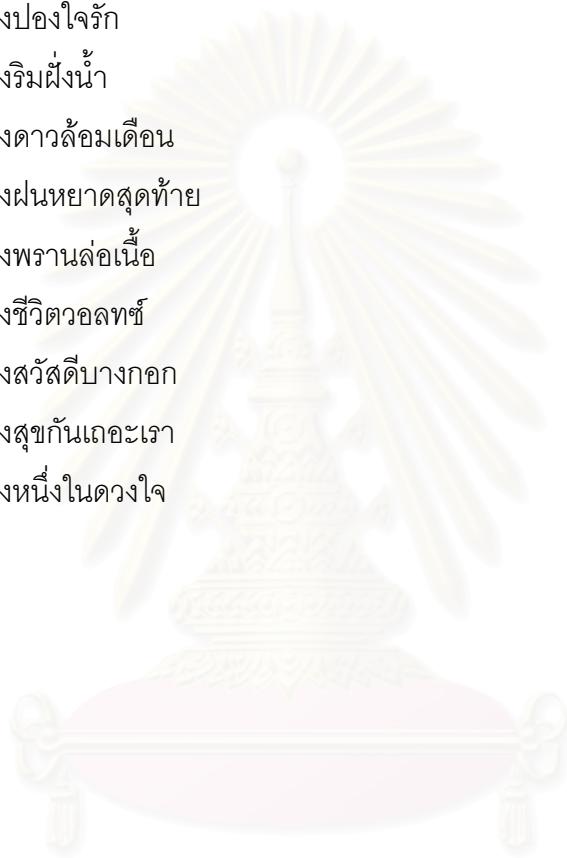 งปองใจรัก
งริมฝั่งน้ำ
งดาวล้อมเดือน
งฝนหยาดสุดท้าย
งพรานล่อเนื้อ
งชีวิตวอลทซ์
งสวัสดีบางกอก
งสุขกันเถอะเรา
งหนึ่งในดวงใจ